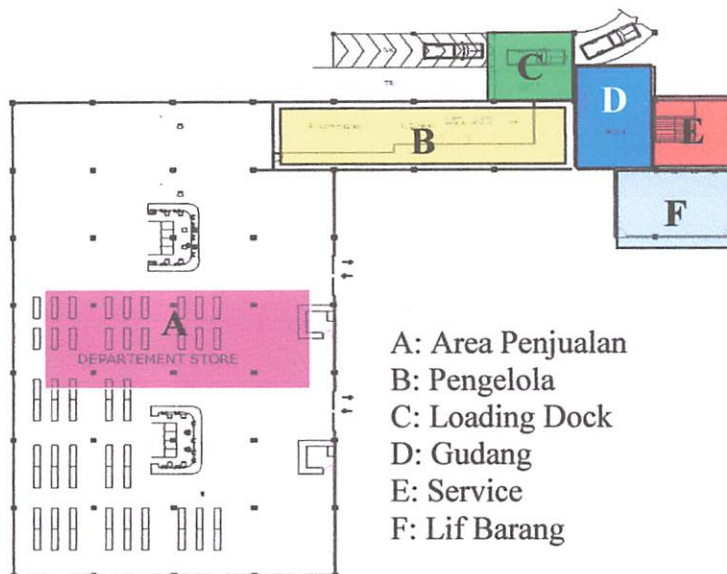 C
D
B
E
F
A
DEPARTEMENT STORE
A: Area Penjualan
B: Pengelola
C: Loading Dock
D: Gudang
E: Service
F: Lif Barang